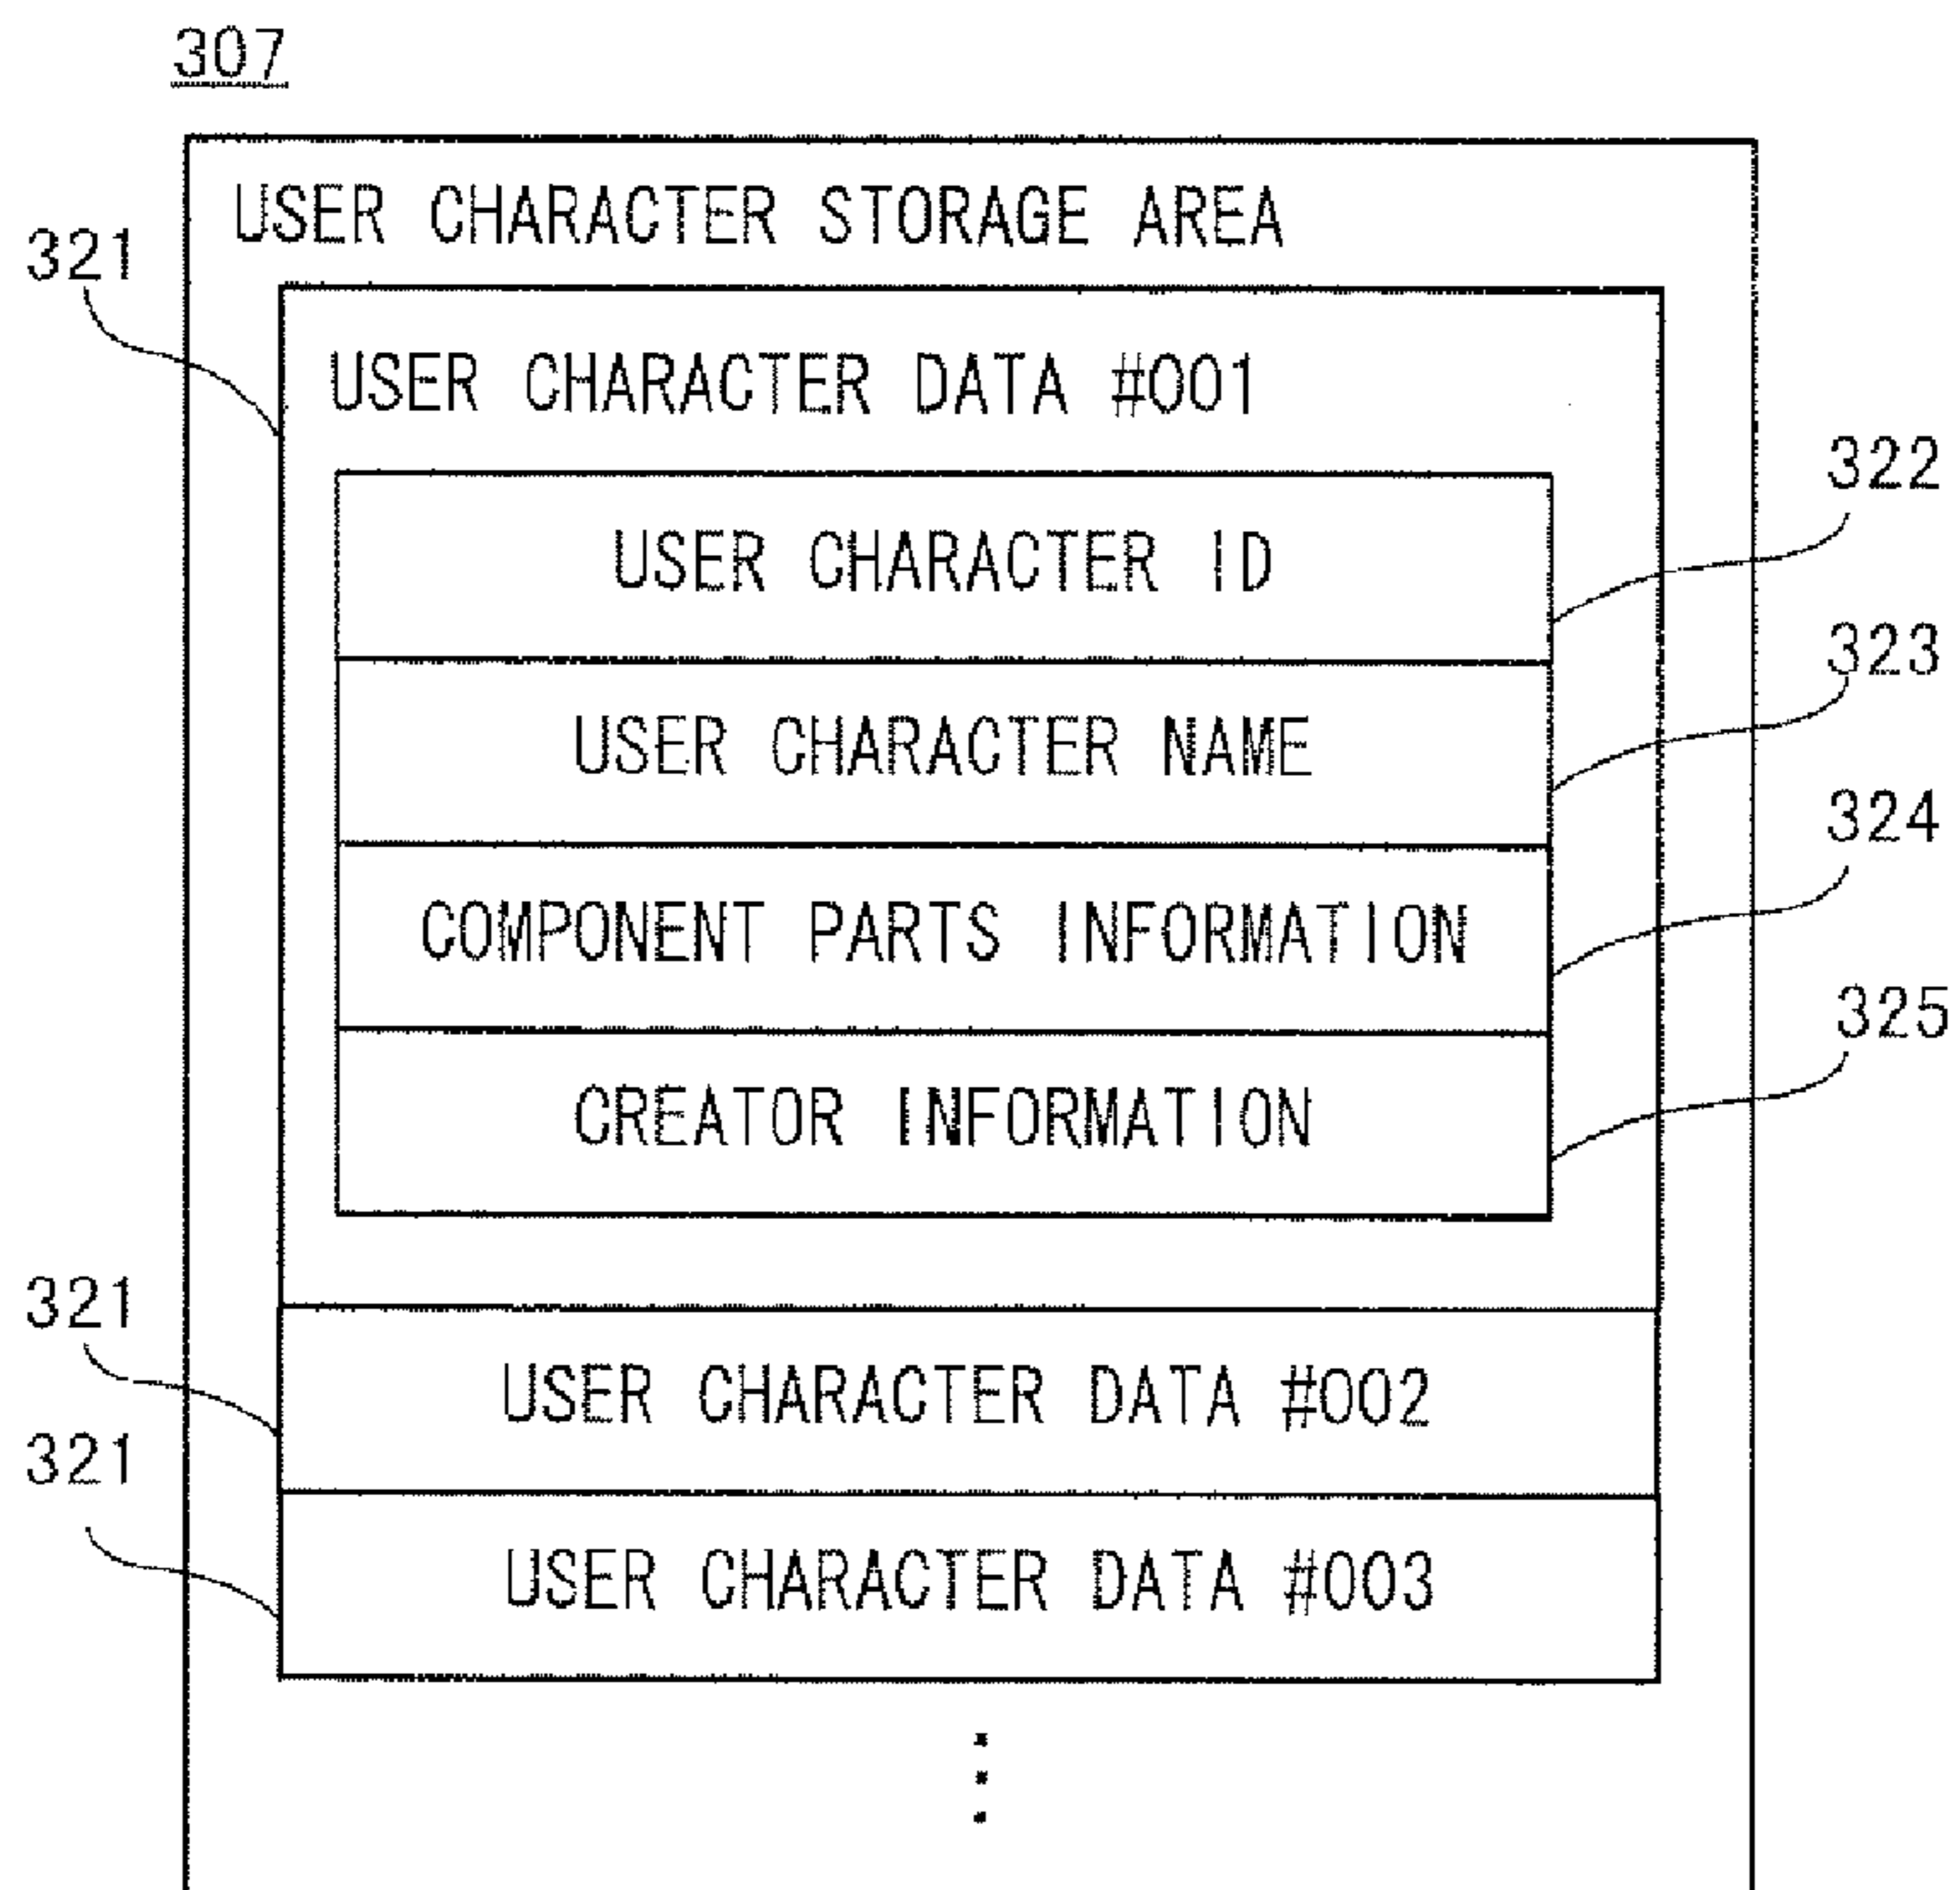 307
USER CHARACTER STORAGE AREA
321
USER CHARACTER DATA #001
322
USER CHARACTER ID
323
USER CHARACTER NAME
324
COMPONENT PARTS INFORMATION
325
CREATOR INFORMATION
321
USER CHARACTER DATA #002
321
USER CHARACTER DATA #003